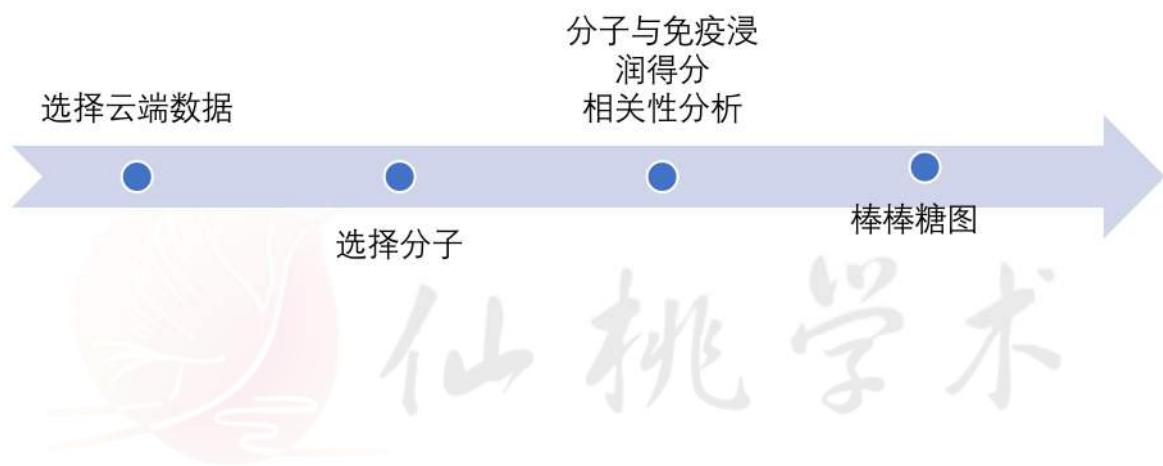 选择云端数据
选择分子
分子与免疫浸
润得分
相关性分析
棒棒糖图
仙桃学术